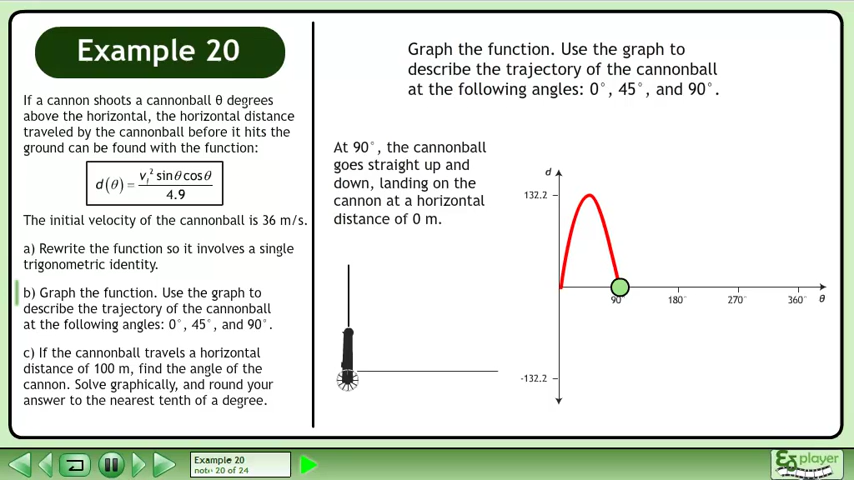 Example 20
If a cannon shoots a cannonball θ degrees
above the horizontal, the horizontal distance
traveled by the cannonball before it hits the
ground can be found with the function:
d(θ) = vᵢ² sinθcosθ / 4.9
The initial velocity of the cannonball is 36 m/s.
a) Rewrite the function so it involves a single
trigonometric identity.
b) Graph the function. Use the graph to
describe the trajectory of the cannonball
at the following angles: 0°, 45°, and 90°.
c) If the cannonball travels a horizontal
distance of 100 m, find the angle of the
cannon. Solve graphically, and round your
answer to the nearest tenth of a degree.
Graph the function. Use the graph to
describe the trajectory of the cannonball
at the following angles: 0°, 45°, and 90°.
At 90°, the cannonball
goes straight up and
down, landing on the
cannon at a horizontal
distance of 0 m.
d
132.2
90 180° 270° 360° θ
-132.2
Example 20
note 20 of 24
player